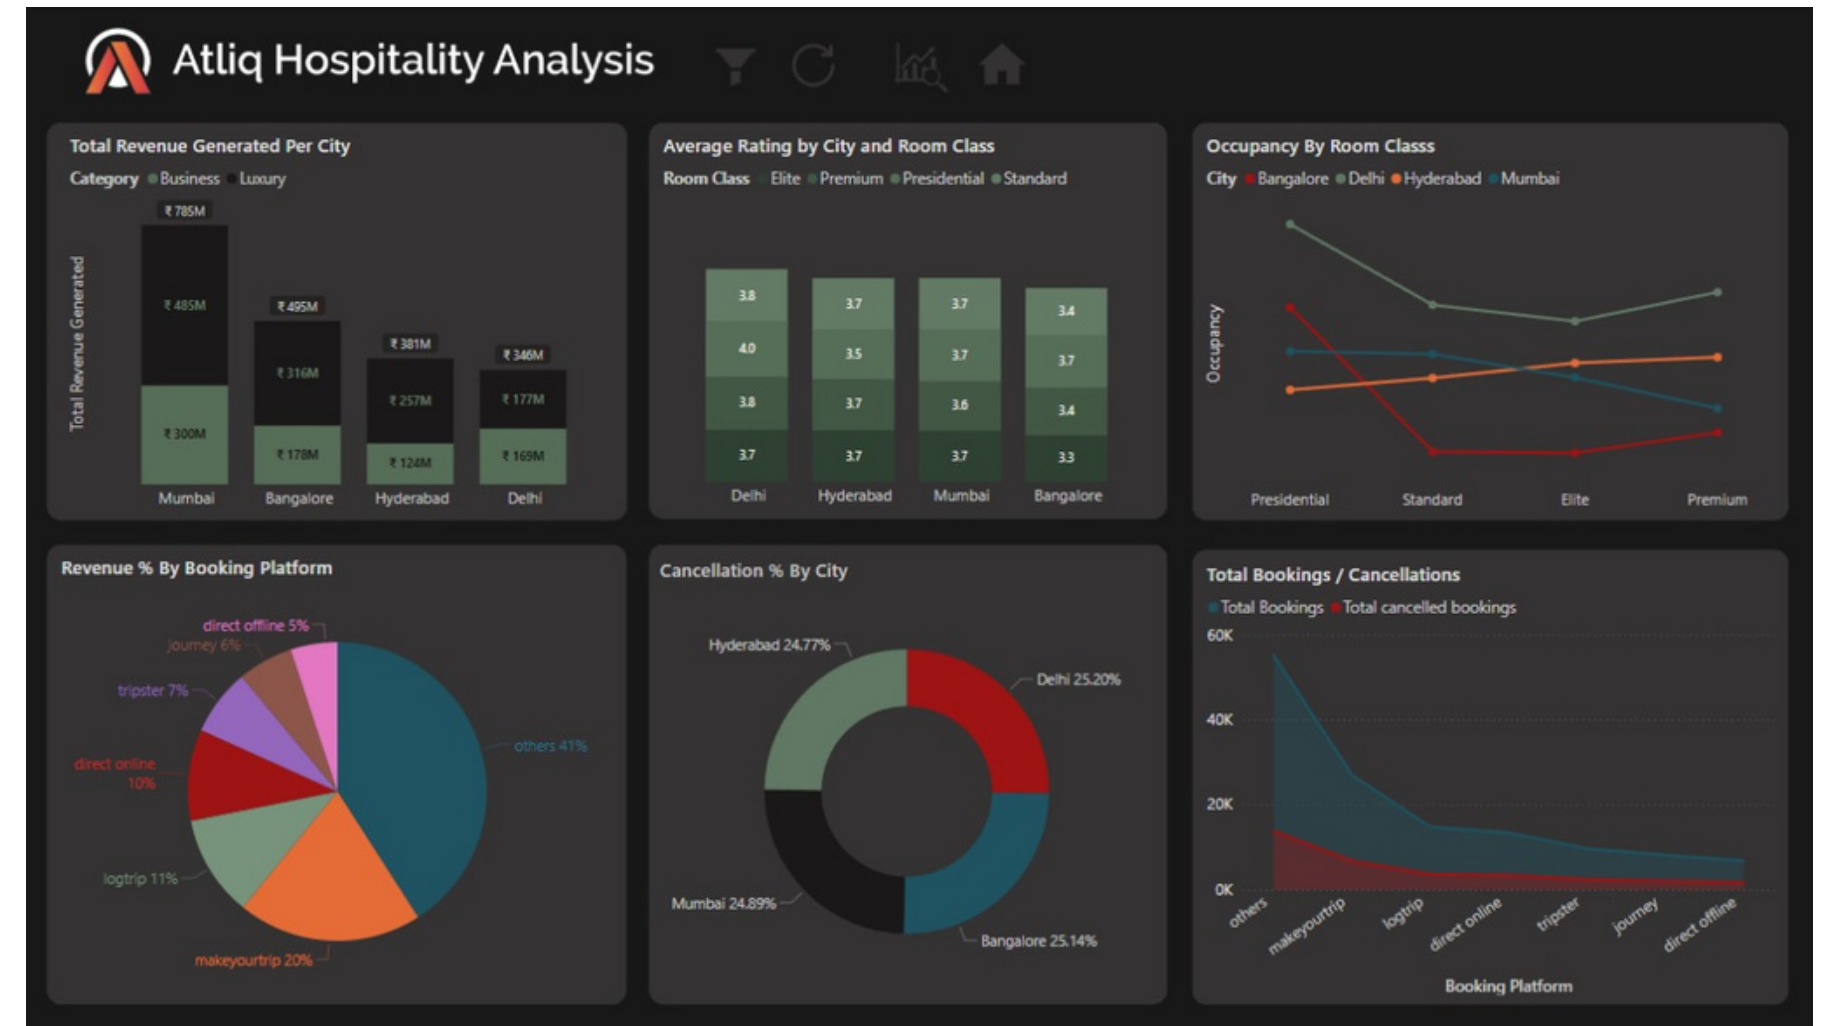 Atliq Hospitality Analysis
Total Revenue Generated Per City
Category Business Luxury
Total Revenue Generated
₹ 785M
₹ 485M
₹ 300M
₹ 495M
₹ 316M
₹ 178M
₹ 381M
₹ 257M
₹ 124M
₹ 346M
₹ 177M
₹ 169M
Mumbai Bangalore Hyderabad Delhi
Average Rating by City and Room Class
Room Class Elite Premium Presidential Standard
3.8 3.7 3.7 3.4
4.0 3.5 3.7 3.7
3.8 3.7 3.6 3.4
3.7 3.7 3.7 3.3
Delhi Hyderabad Mumbai Bangalore
Occupancy By Room Classs
City Bangalore Delhi Hyderabad Mumbai
Occupancy
Presidential Standard Elite Premium
Revenue % By Booking Platform
direct offline 5%
journey 6%
tripster 7%
others 41%
direct online
10%
logtrip 11%
makeyourtrip 20%
Cancellation % By City
Hyderabad 24.77%
Delhi 25.20%
Mumbai 24.89%
Bangalore 25.14%
Total Bookings / Cancellations
Total Bookings Total cancelled bookings
60K
40K
20K
0K
others makeyourtrip logtrip direct online tripster journey direct offline
Booking Platform